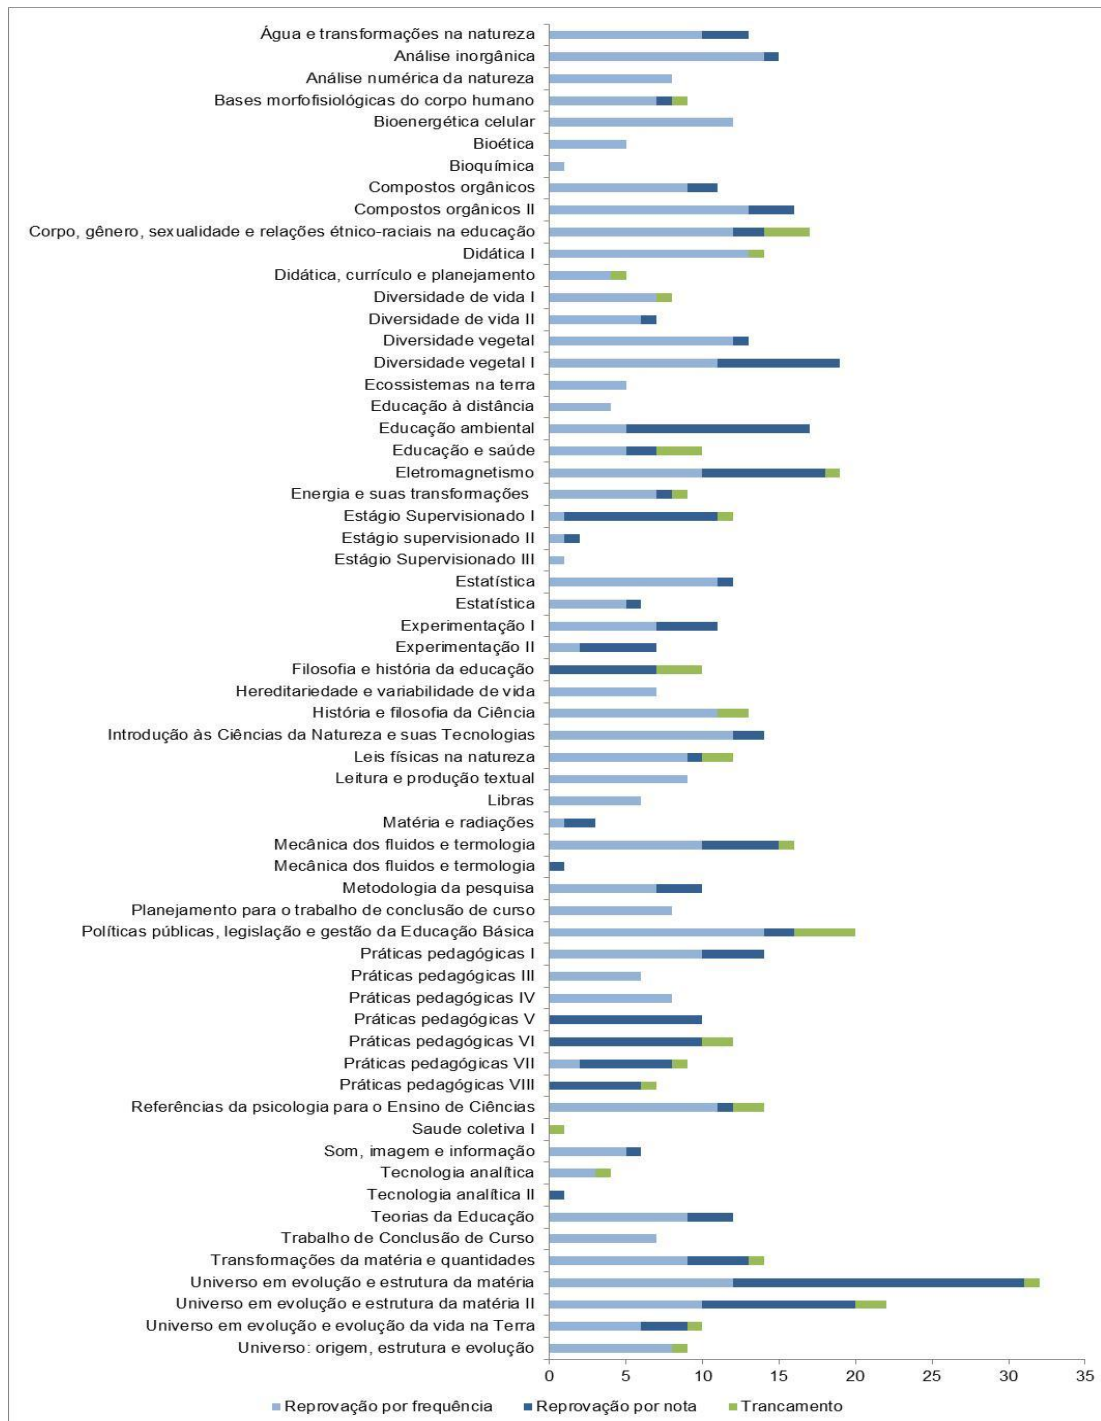 Água e transformações na natureza
Análise inorgânica
Análise numérica da natureza
Bases morfofisiológicas do corpo humano
Bioenergética celular
Bioética
Bioquímica
Compostos orgânicos
Compostos orgânicos II
Corpo, gênero, sexualidade e relações étnico-raciais na educação
Didática I
Didática, currículo e planejamento
Diversidade de vida I
Diversidade de vida II
Diversidade vegetal
Diversidade vegetal I
Ecossistemas na terra
Educação à distância
Educação ambiental
Educação e saúde
Eletromagnetismo
Energia e suas transformações
Estágio Supervisionado I
Estágio supervisionado II
Estágio Supervisionado III
Estatística
Estatística
Experimentação I
Experimentação II
Filosofia e história da educação
Hereditariedade e variabilidade de vida
História e filosofia da Ciência
Introdução às Ciências da Natureza e suas Tecnologias
Leis físicas na natureza
Leitura e produção textual
Libras
Matéria e radiações
Mecânica dos fluidos e termologia
Mecânica dos fluidos e termologia
Metodologia da pesquisa
Planejamento para o trabalho de conclusão de curso
Políticas públicas, legislação e gestão da Educação Básica
Práticas pedagógicas I
Práticas pedagógicas III
Práticas pedagógicas IV
Práticas pedagógicas V
Práticas pedagógicas VI
Práticas pedagógicas VII
Práticas pedagógicas VIII
Referências da psicologia para o Ensino de Ciências
Saude coletiva I
Som, imagem e informação
Tecnologia analítica
Tecnologia analítica II
Teorias da Educação
Trabalho de Conclusão de Curso
Transformações da matéria e quantidades
Universo em evolução e estrutura da matéria
Universo em evolução e estrutura da matéria II
Universo em evolução e evolução da vida na Terra
Universo: origem, estrutura e evolução
0 5 10 15 20 25 30 35
Reprovação por frequência Reprovação por nota Trancamento